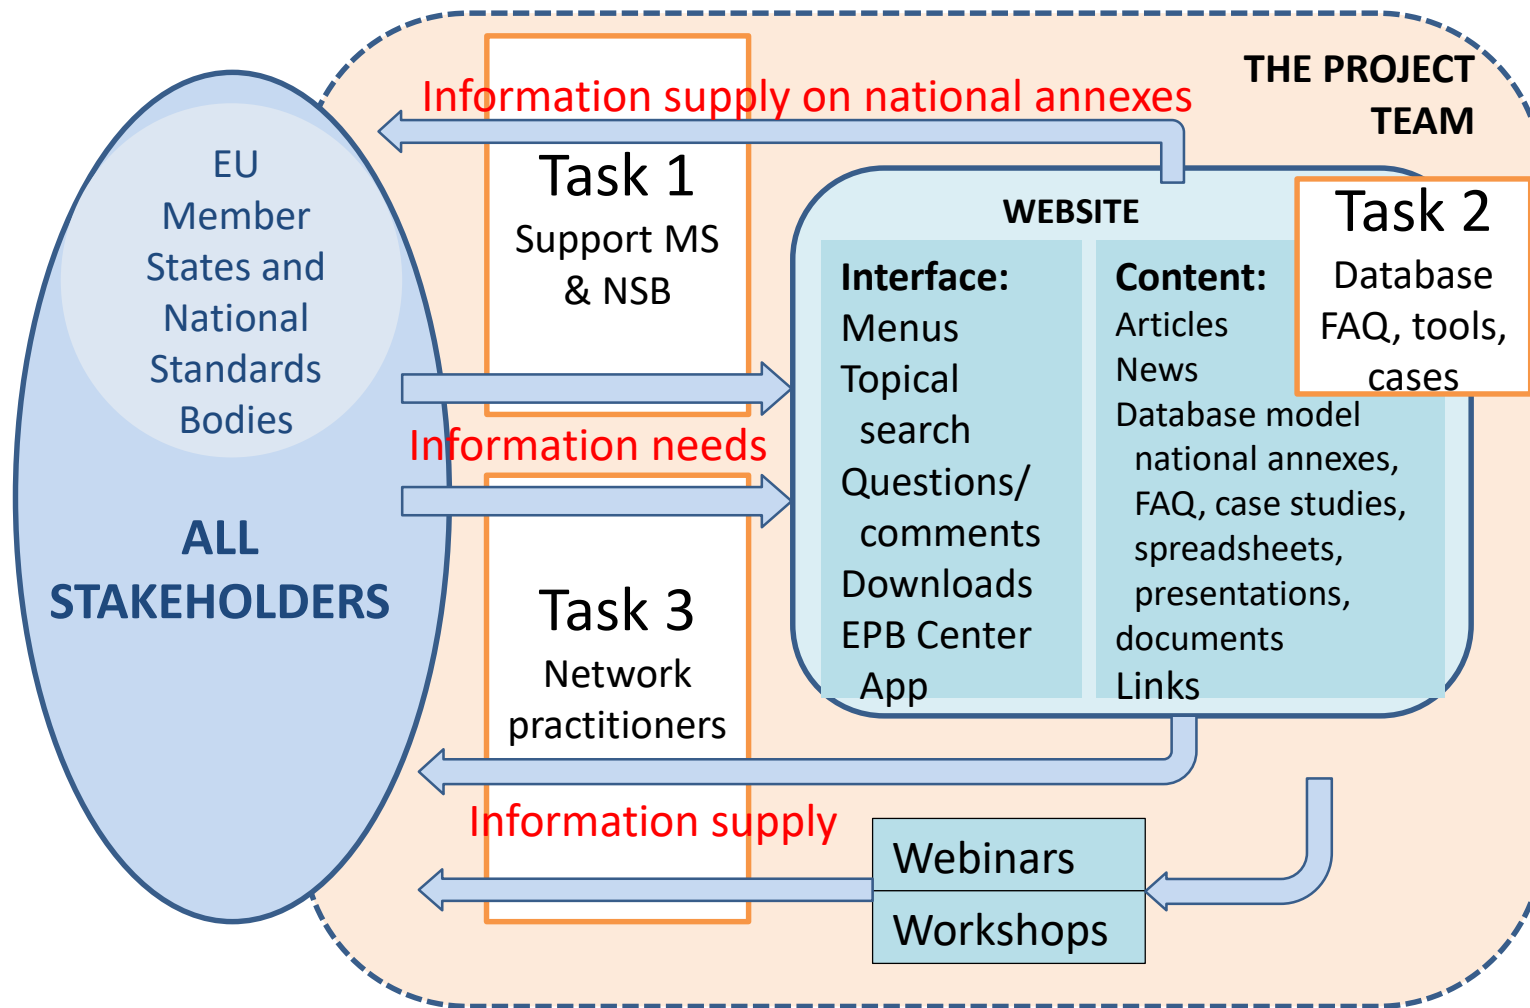 THE PROJECT
TEAM
Information supply on national annexes
EU
Member
States and
National
Standards
Bodies
ALL
STAKEHOLDERS
Task 1
Support MS
& NSB
Information needs
Task 3
Network
practitioners
Information supply
WEBSITE
Interface:
Menus
Topical
search
Questions/
comments
Downloads
EPB Center
App
Content:
Articles
News
Database model
national annexes,
FAQ, case studies,
spreadsheets,
presentations,
documents
Links
Task 2
Database
FAQ, tools,
cases
Webinars
Workshops